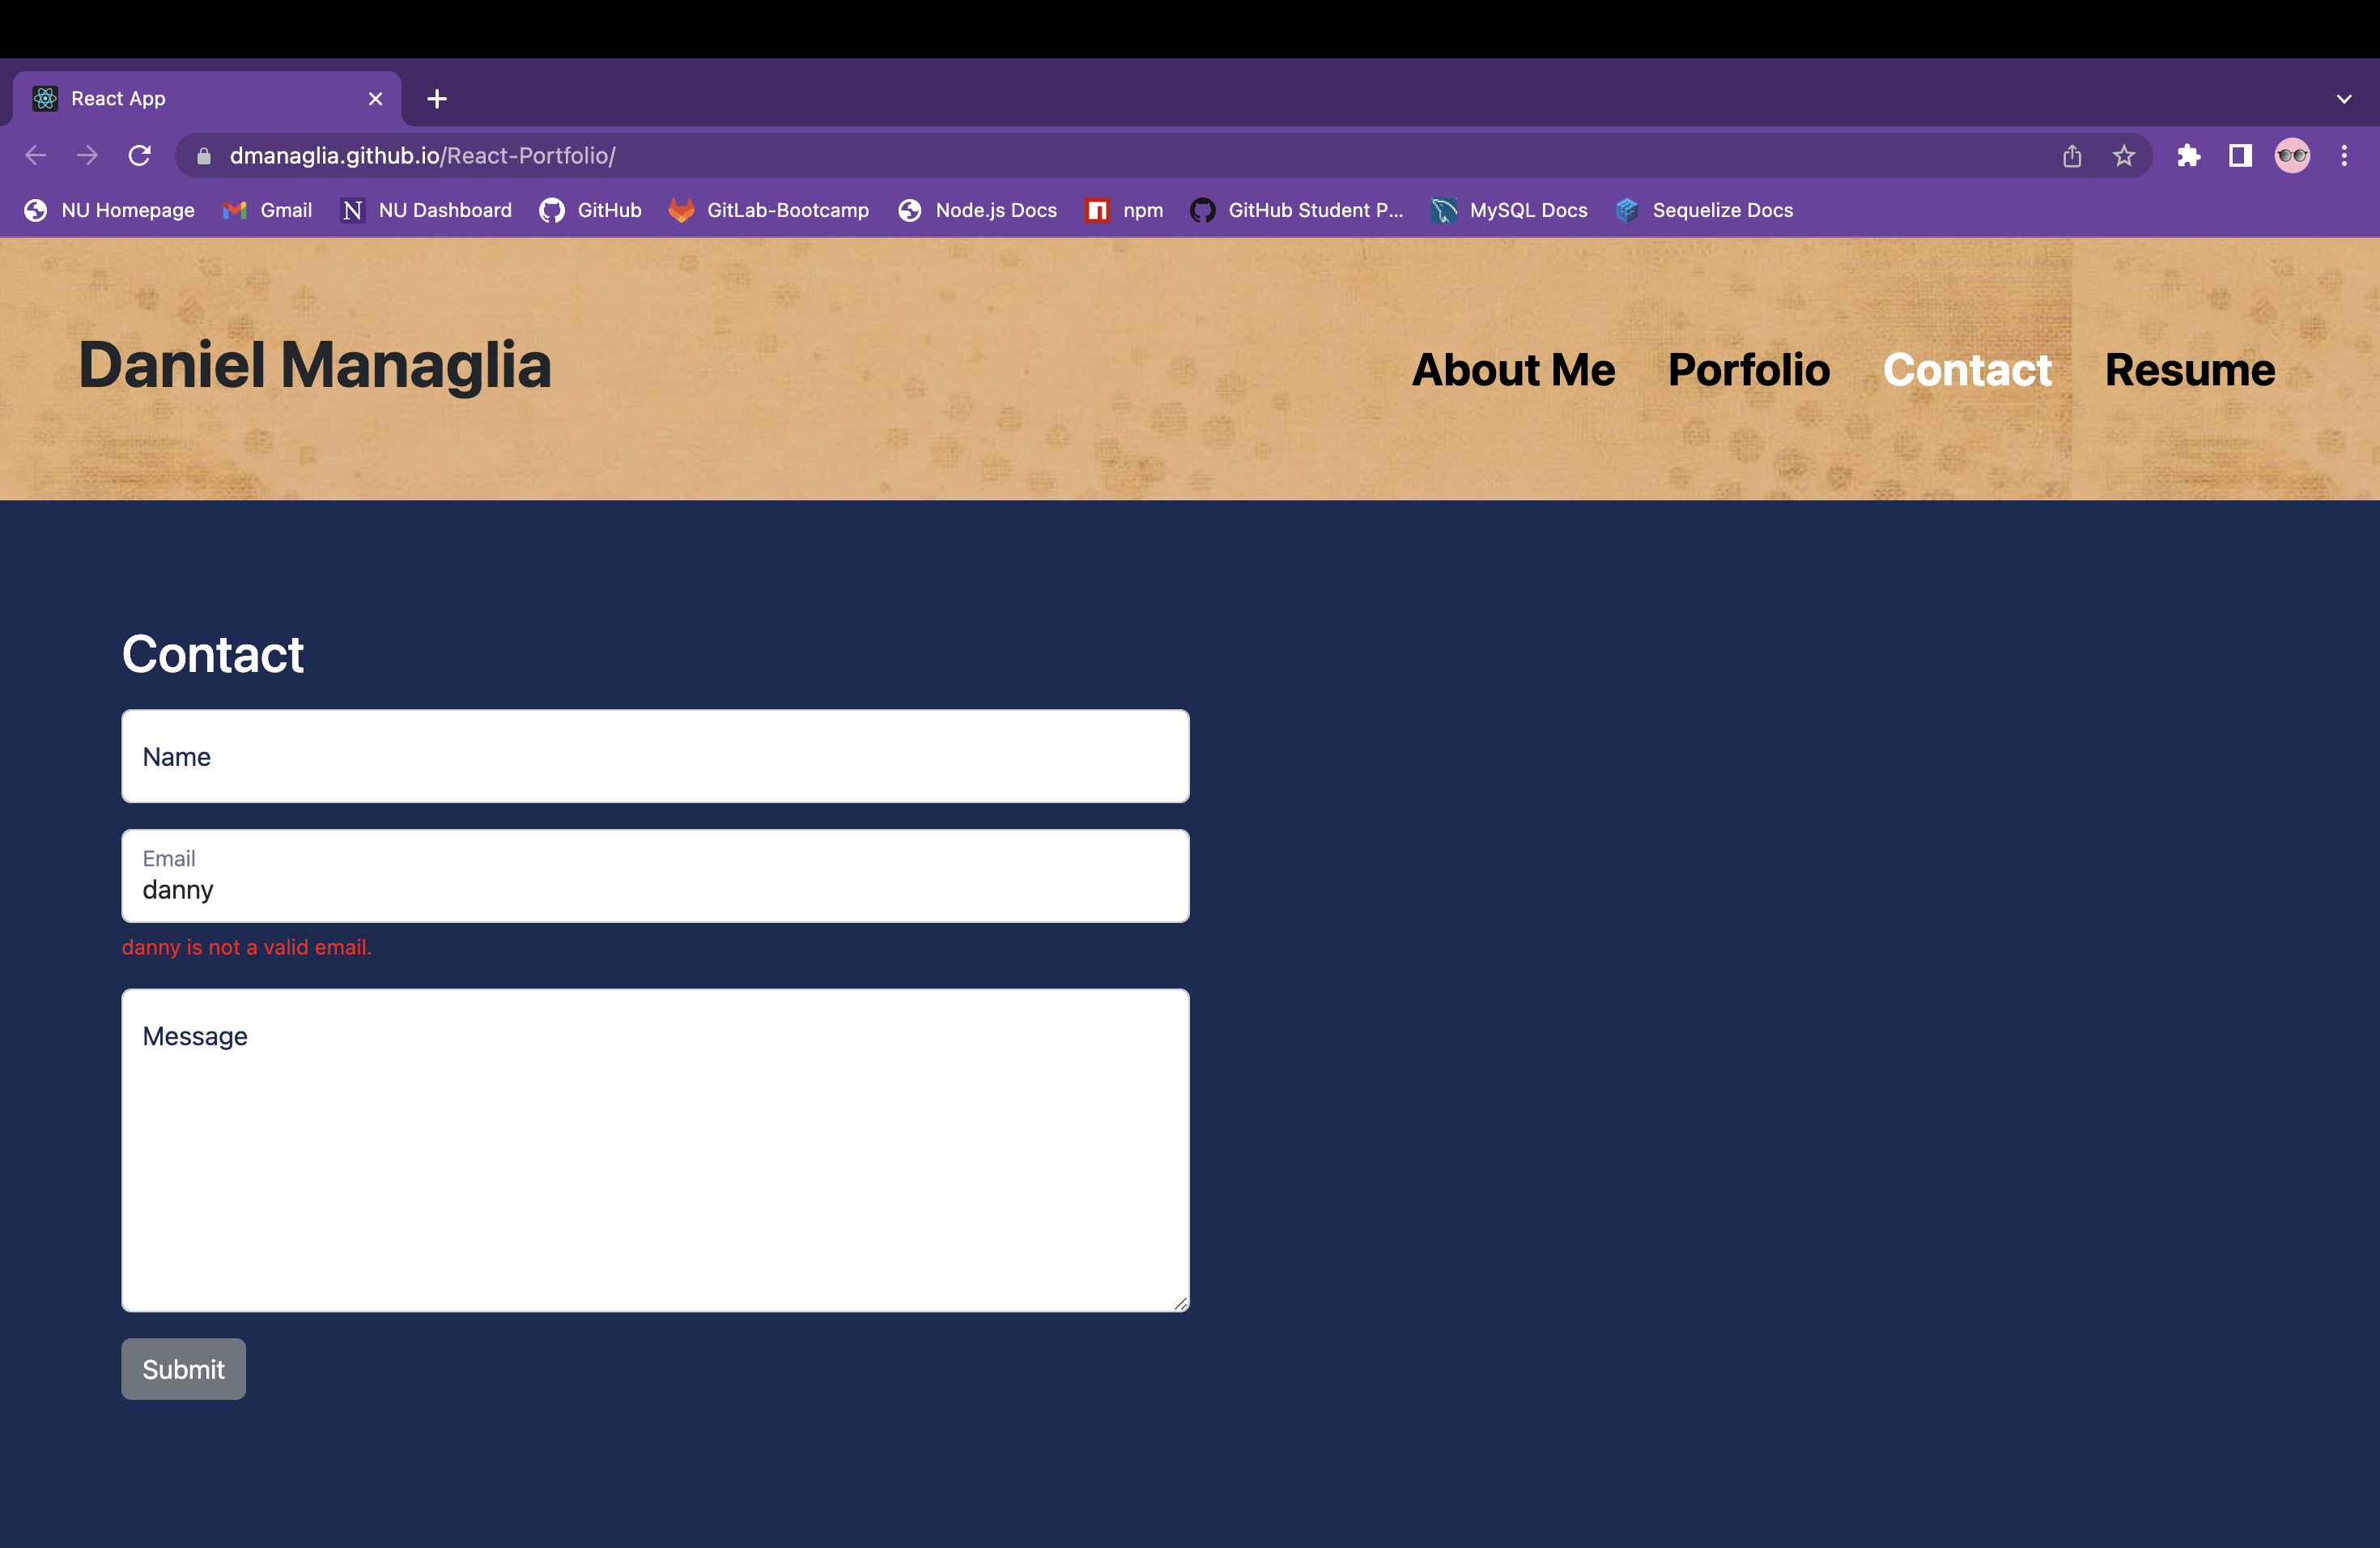 React App
dmanaglia.github.io/React-Portfolio/
NU Homepage Gmail N NU Dashboard GitHub GitLab-Bootcamp Node.js Docs npm GitHub Student P... MySQL Docs Sequelize Docs
Daniel Managlia About Me Porfolio Contact Resume
Contact
Name
Email
danny
danny is not a valid email.
Message
Submit